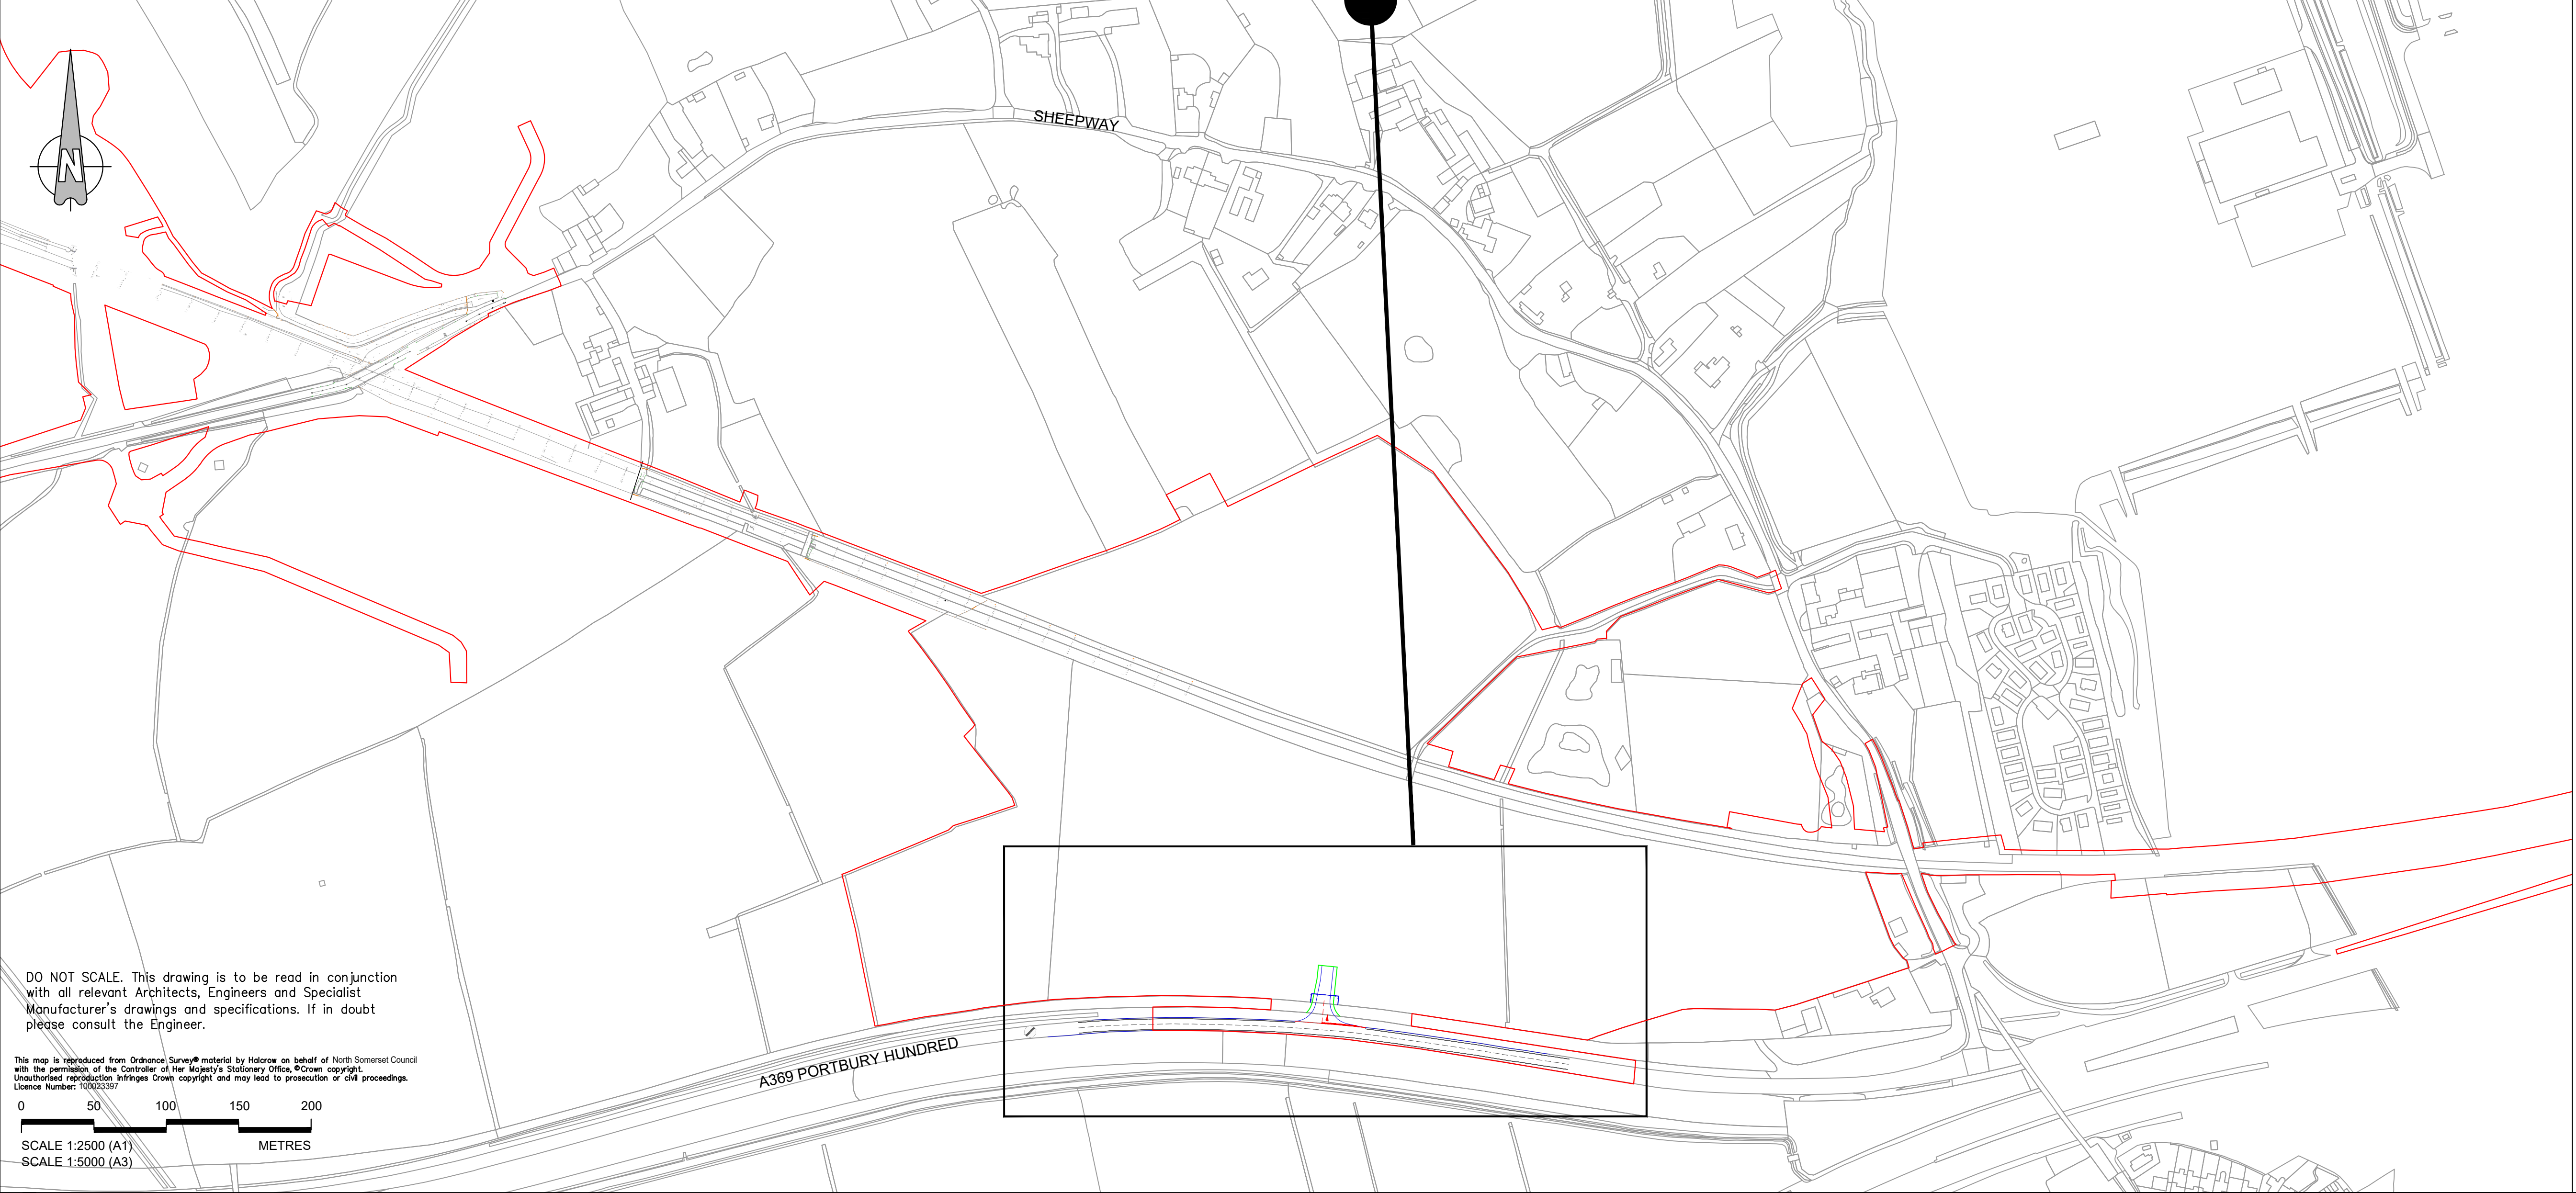 SHEEPWAY
N
A369 PORTBURY HUNDRED
DO NOT SCALE. This drawing is to be read in conjunction
with all relevant Architects, Engineers and Specialist
Manufacturer's drawings and specifications. If in doubt
please consult the Engineer.
This map is reproduced from Ordnance Survey® material by Halcrow on behalf of North Somerset Council
with the permission of the Controller of Her Majesty's Stationery Office, ©Crown copyright.
Unauthorised reproduction infringes Crown copyright and may lead to prosecution or civil proceedings.
Licence Number: 100023397
0 50 100 150 200
SCALE 1:2500 (A1) METRES
SCALE 1:5000 (A3)